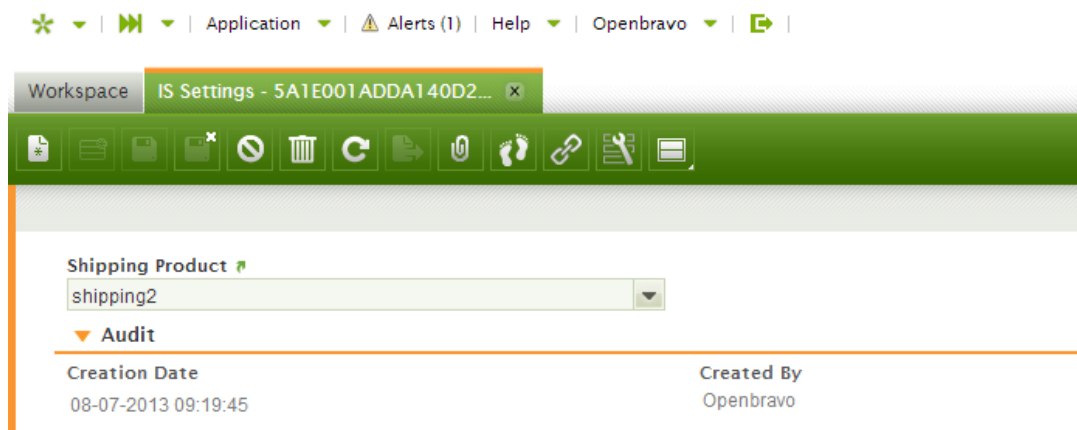 Application Alerts (1) Help Openbravo
Workspace IS Settings - 5A1E001ADDA140D2...
Shipping Product
shipping2
Audit
Creation Date Created By
08-07-2013 09:19:45 Openbravo